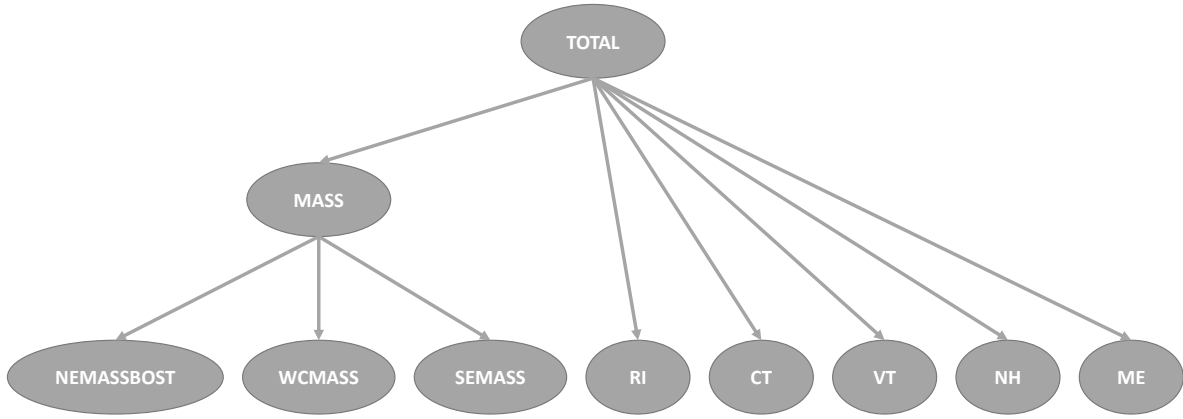 TOTAL
MASS
NEMASSBOST
WCMASS
SEMASS
RI
CT
VT
NH
ME